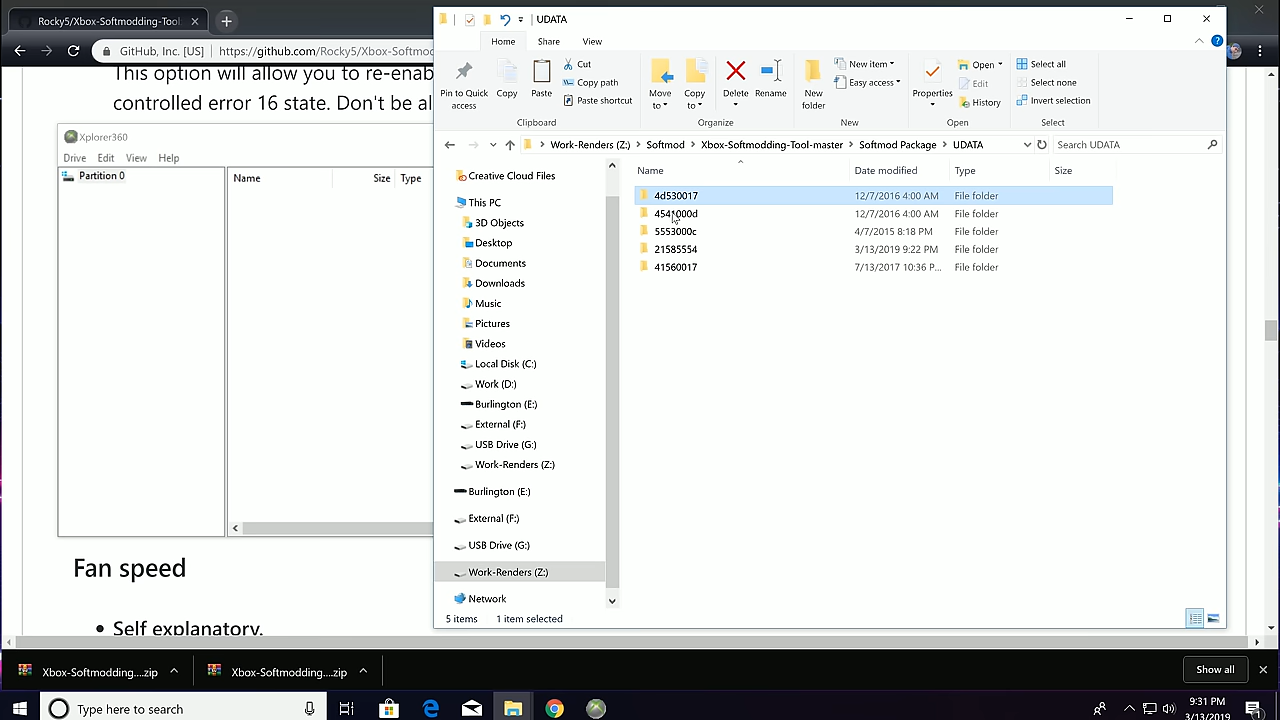 Rocky5/Xbox-Softmodding-Tool
GitHub, Inc. [US] https://github.com/Rocky5/Xbox-Softmo
This option will allow you to re-enab
controlled error 16 state. Don't be al
Xplorer360
Drive Edit View Help
Partition 0
Name Size Type
Fan speed
Self explanatory.
UDATA
Home Share View
Pin to Quick access
Copy
Paste
Cut
Copy path
Paste shortcut
Move to
Copy to
Delete
Rename
New folder
New item
Easy access
Properties
Open
Edit
History
Select all
Select none
Invert selection
Clipboard Organize New Open Select
Work-Renders (Z:) Softmod Xbox-Softmodding-Tool-master Softmod Package UDATA
Search UDATA
Creative Cloud Files
This PC
3D Objects
Desktop
Documents
Downloads
Music
Pictures
Videos
Local Disk (C:)
Work (D:)
Burlington (E:)
External (F:)
USB Drive (G:)
Work-Renders (Z:)
Burlington (E:)
External (F:)
USB Drive (G:)
Work-Renders (Z:)
Network
Name Date modified Type Size
4d530017 12/7/2016 4:00 AM File folder
12/7/2016 4:00 AM File folder
5553000c 4/7/2015 8:18 PM File folder
21585554 3/13/2019 9:22 PM File folder
41560017 7/13/2017 10:36 P... File folder
5 items 1 item selected
Xbox-Softmodding....zip
Xbox-Softmodding....zip
Show all
Type here to search
9:31 PM
3/13/2019